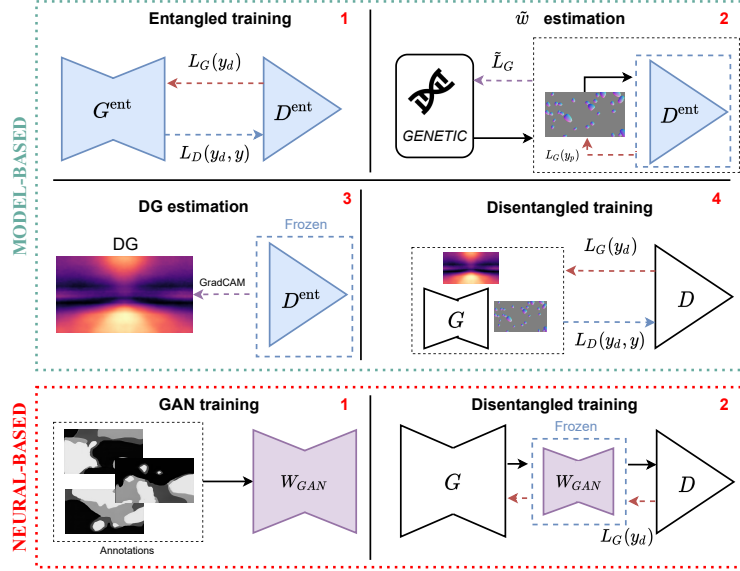 MODEL-BASED
Entangled training
1
G^ent
L_G(y_d)
L_D(y_d, y)
D^ent
w̃ estimation
2
GENETIC
L̃_G
L_G(y_p)
D^ent
DG estimation
3
DG
GradCAM
Frozen
D^ent
Disentangled training
4
G
L_G(y_d)
L_D(y_d, y)
D
NEURAL-BASED
GAN training
1
Annotations
W_GAN
Disentangled training
2
G
Frozen
W_GAN
L_G(y_d)
D